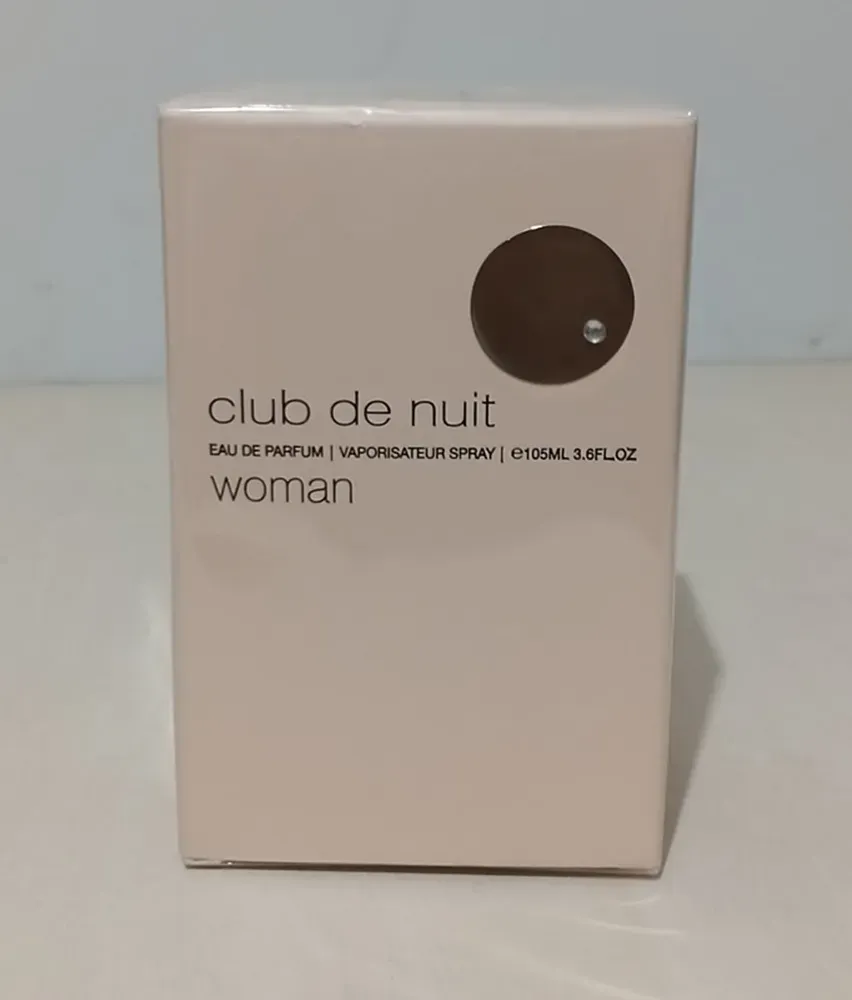 club de nuit
EAU DE PARFUM | VAPORISATEUR SPRAY | ℮105ML 3.6FL.OZ
woman